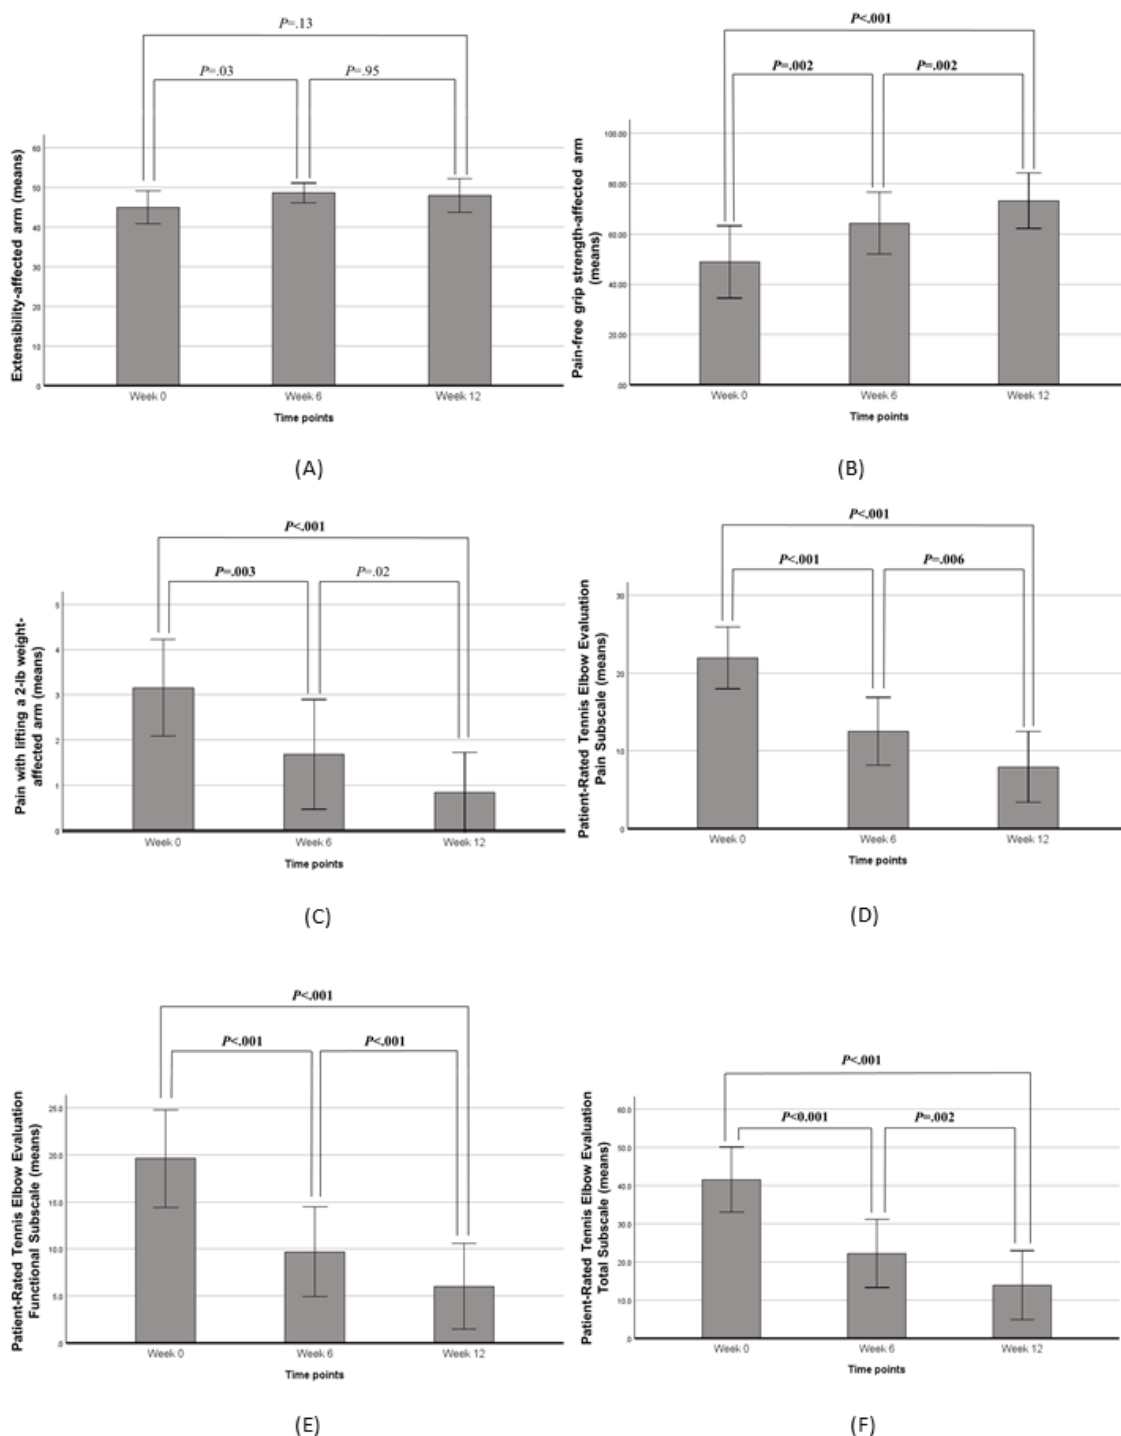 P=.13
P=.03
P=.95
Extensibility-affected arm (means)
60
50
40
30
20
10
0
Week 0
Week 6
Week 12
Time points
(A)
P<.001
P=.002
P=.002
Pain-free grip strength-affected arm
(means)
100.00
80.00
60.00
40.00
20.00
.00
Week 0
Week 6
Week 12
Time points
(B)
P<.001
P=.003
P=.02
Pain with lifting a 2-lb weight-
affected arm (means)
5
4
3
2
1
0
Week 0
Week 6
Week 12
Time points
(C)
P<.001
P<.001
P=.006
Patient-Rated Tennis Elbow Evaluation
Pain Subscale (means)
30
20
10
0
Week 0
Week 6
Week 12
Time points
(D)
P<.001
P<.001
P<.001
Patient-Rated Tennis Elbow Evaluation
Functional Subscale (means)
25.0
20.0
15.0
10.0
5.0
.0
Week 0
Week 6
Week 12
Time points
(E)
P<.001
P<0.001
P=.002
Patient-Rated Tennis Elbow Evaluation
Total Subscale (means)
60.0
50.0
40.0
30.0
20.0
10.0
.0
Week 0
Week 6
Week 12
Time points
(F)